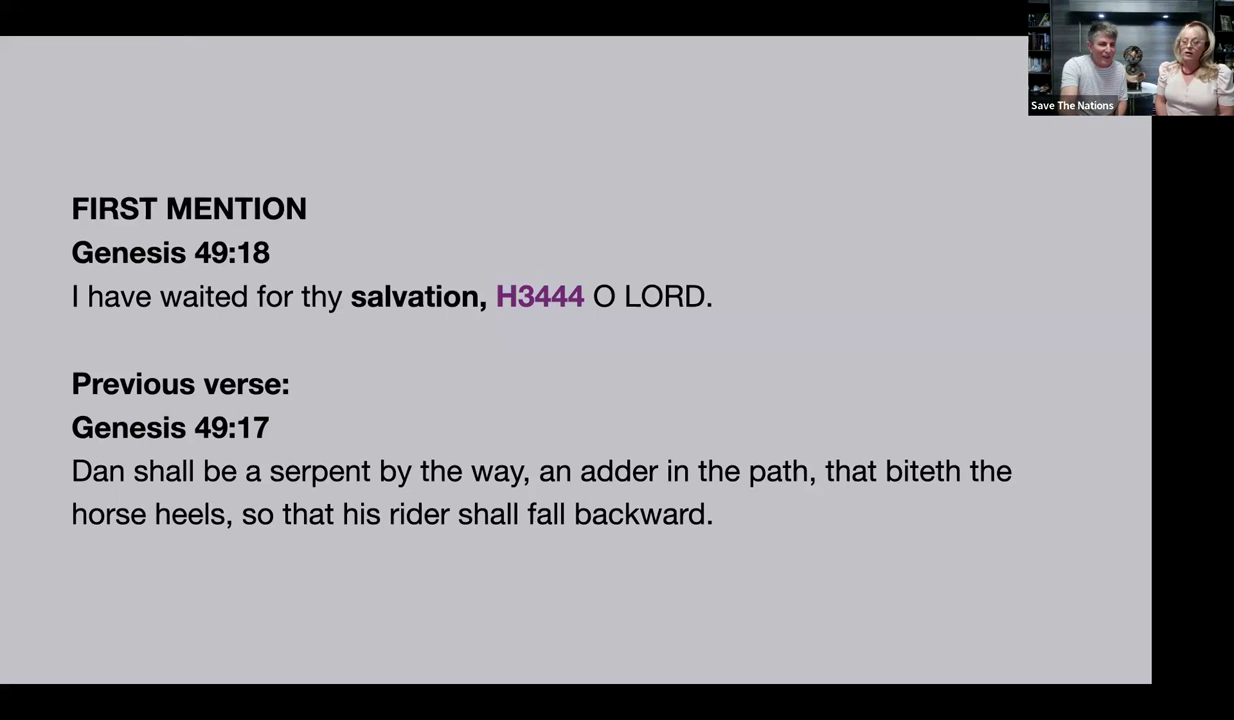 Save The Nations
FIRST MENTION
Genesis 49:18
I have waited for thy salvation, H3444 O LORD.
Previous verse:
Genesis 49:17
Dan shall be a serpent by the way, an adder in the path, that biteth the
horse heels, so that his rider shall fall backward.